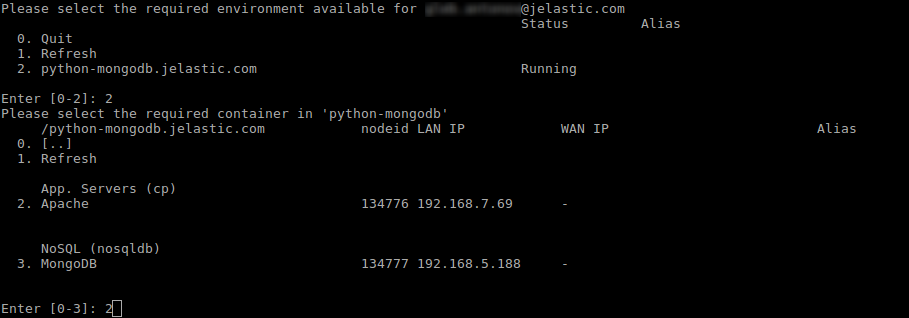 Please select the required environment available for @jelastic.com
Status Alias
0. Quit
1. Refresh
2. python-mongodb.jelastic.com Running
Enter [0-2]: 2
Please select the required container in 'python-mongodb'
/python-mongodb.jelastic.com nodeid LAN IP WAN IP Alias
0. [..]
1. Refresh
App. Servers (cp)
2. Apache 134776 192.168.7.69 -
NoSQL (nosqldb)
3. MongoDB 134777 192.168.5.188 -
Enter [0-3]: 2